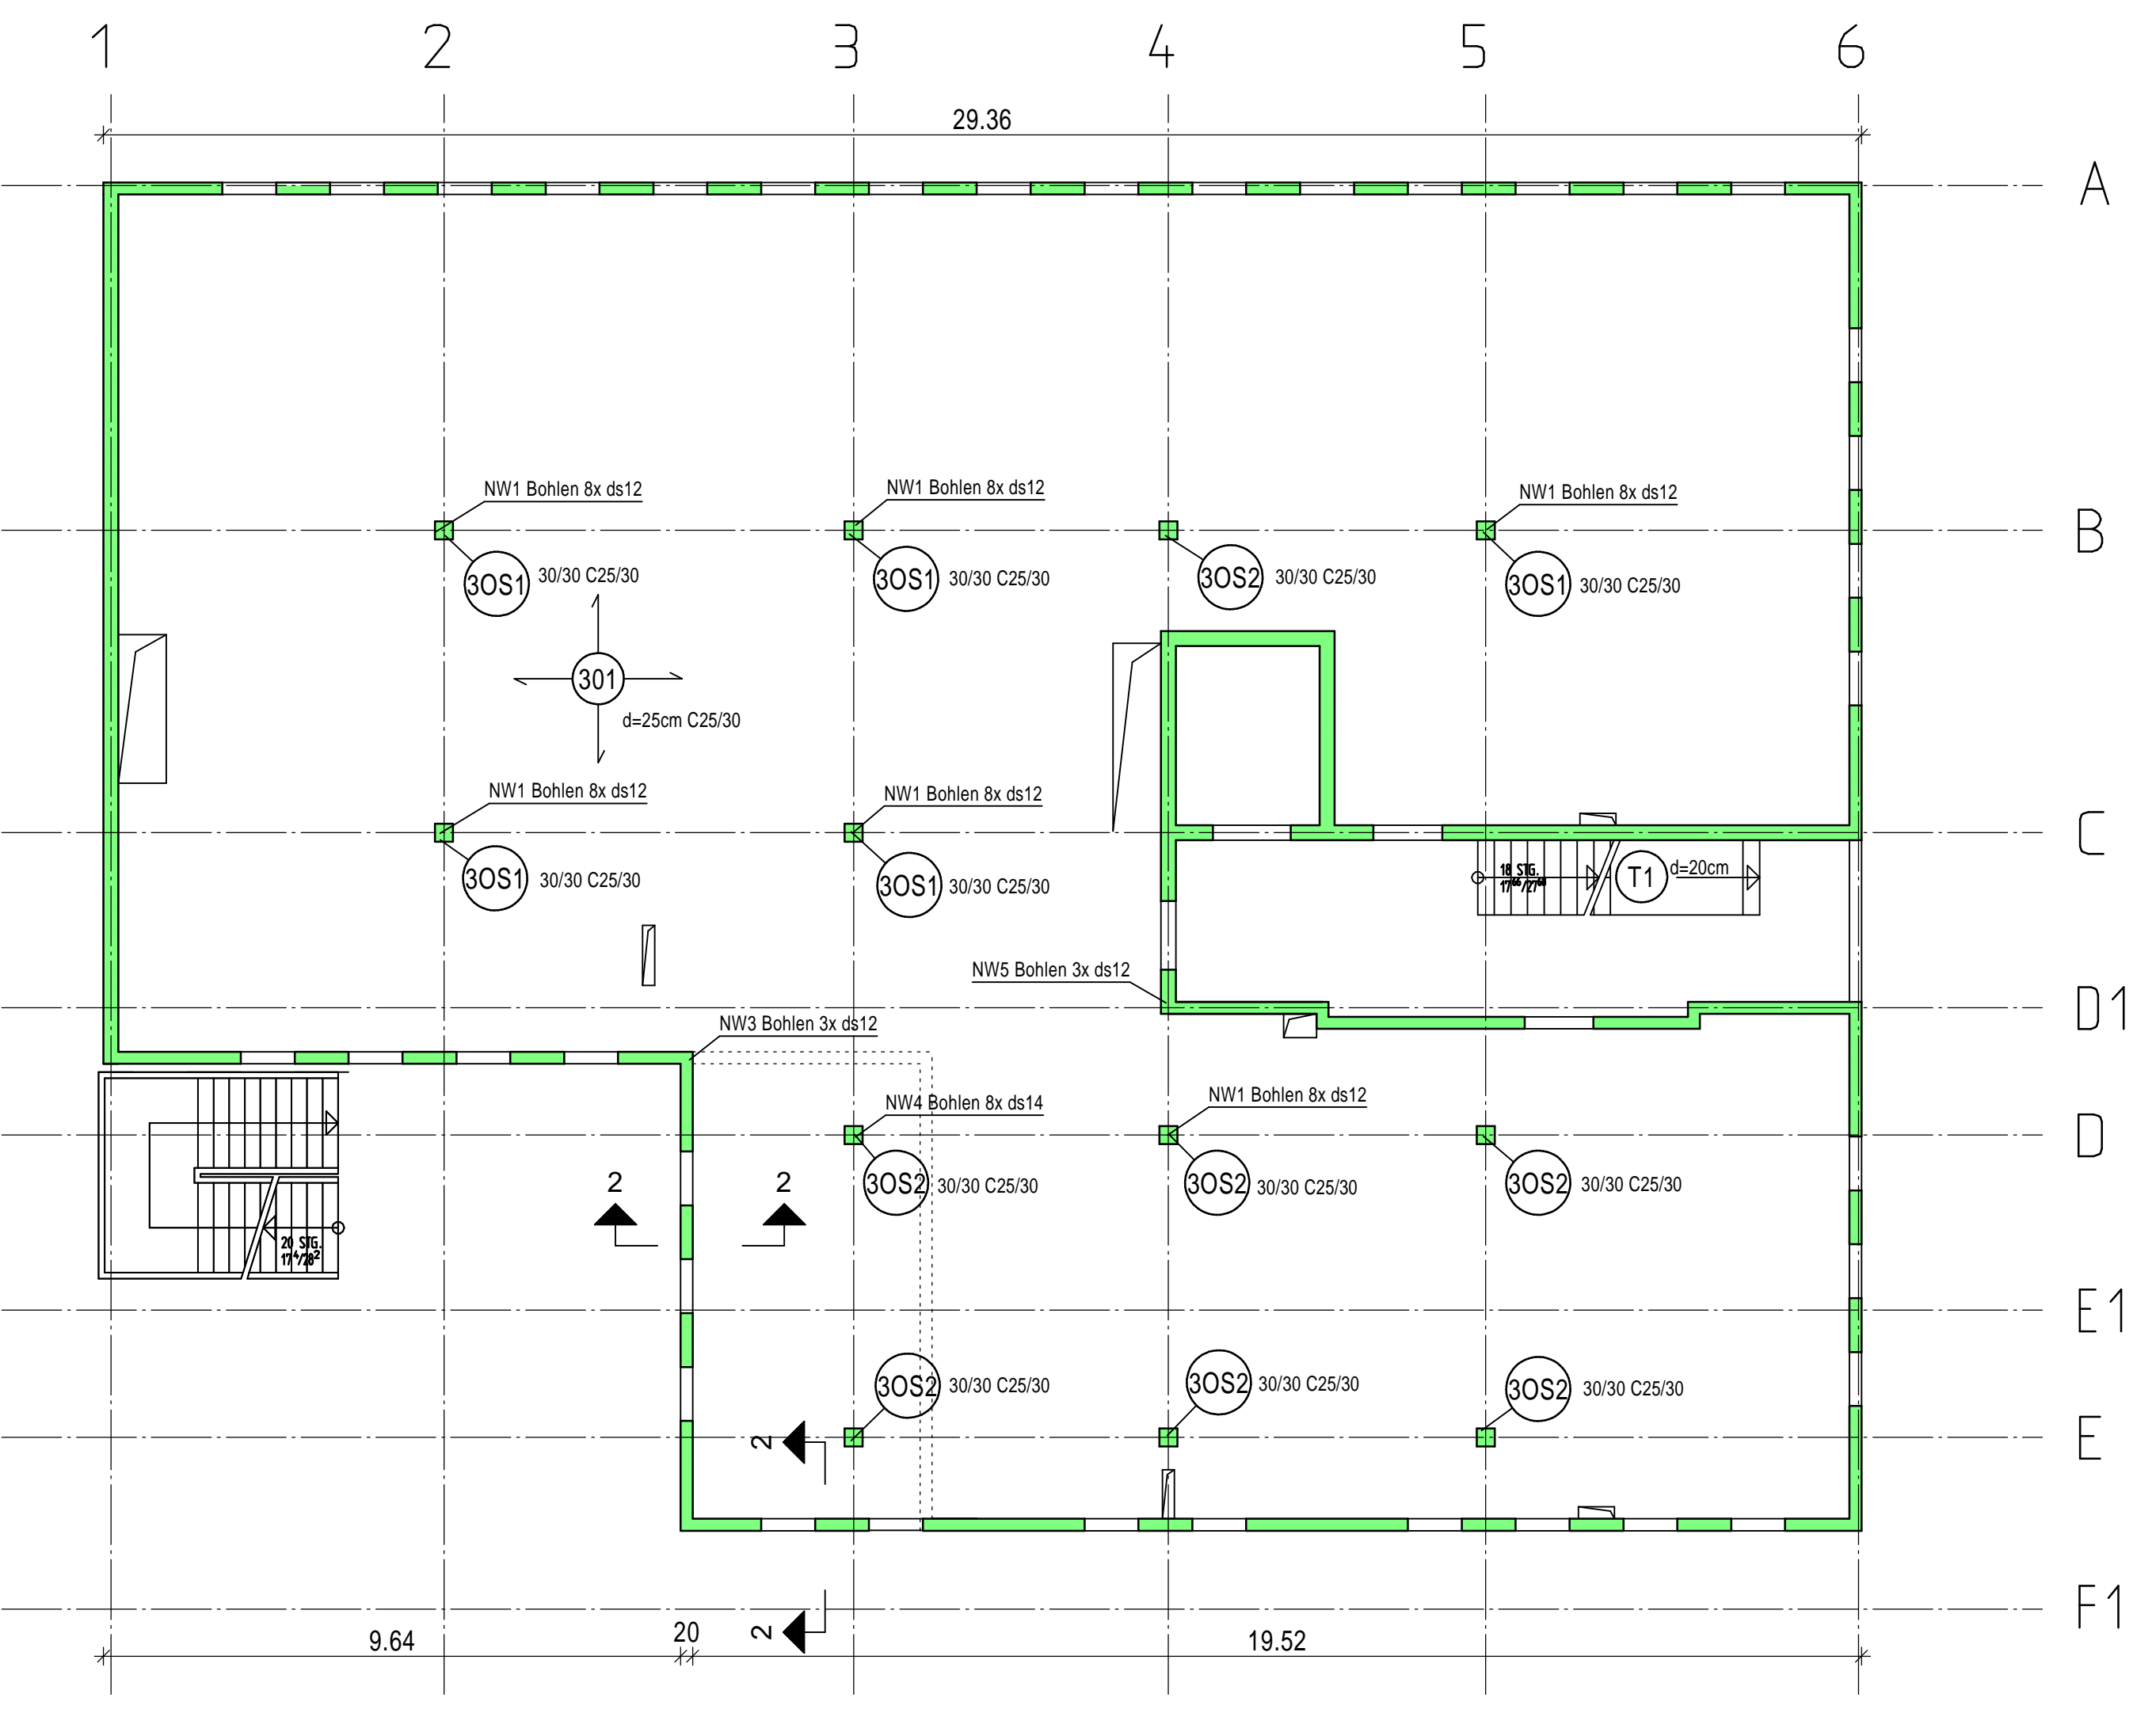 1 2 3 4 5 6
29.36
A
NW1 Bohlen 8x ds12
NW1 Bohlen 8x ds12
NW1 Bohlen 8x ds12
B
3OS1 30/30 C25/30
3OS1 30/30 C25/30
3OS2 30/30 C25/30
3OS1 30/30 C25/30
301
d=25cm C25/30
NW1 Bohlen 8x ds12
NW1 Bohlen 8x ds12
C
3OS1 30/30 C25/30
3OS1 30/30 C25/30
18 STG.
T1
d=20cm
NW5 Bohlen 3x ds12
D1
NW3 Bohlen 3x ds12
NW4 Bohlen 8x ds14
NW1 Bohlen 8x ds12
D
3OS2 30/30 C25/30
3OS2 30/30 C25/30
3OS2 30/30 C25/30
2 2
20 STG.
17⁴/28²
E1
3OS2 30/30 C25/30
3OS2 30/30 C25/30
3OS2 30/30 C25/30
2
E
F1
2
9.64 20 19.52